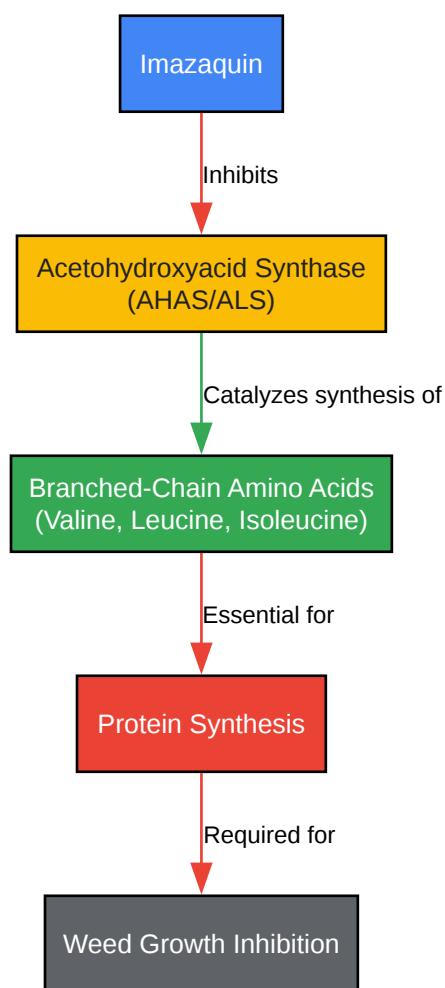 Imazaquin
Inhibits
Acetohydroxyacid Synthase
(AHAS/ALS)
Catalyzes synthesis of
Branched-Chain Amino Acids
(Valine, Leucine, Isoleucine)
Essential for
Protein Synthesis
Required for
Weed Growth Inhibition